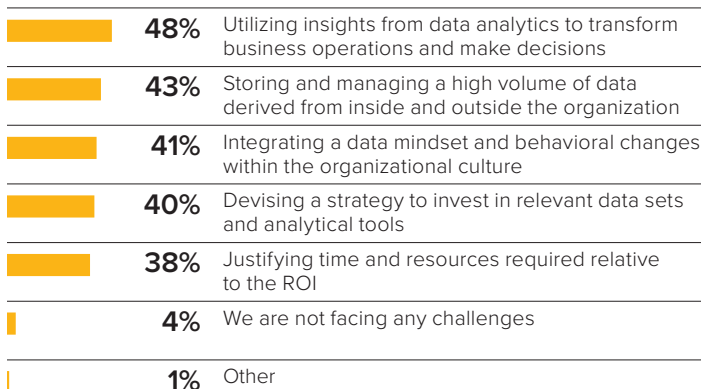 48% Utilizing insights from data analytics to transform
business operations and make decisions
43% Storing and managing a high volume of data
derived from inside and outside the organization
41% Integrating a data mindset and behavioral changes
within the organizational culture
40% Devising a strategy to invest in relevant data sets
and analytical tools
38% Justifying time and resources required relative
to the ROI
4% We are not facing any challenges
1% Other